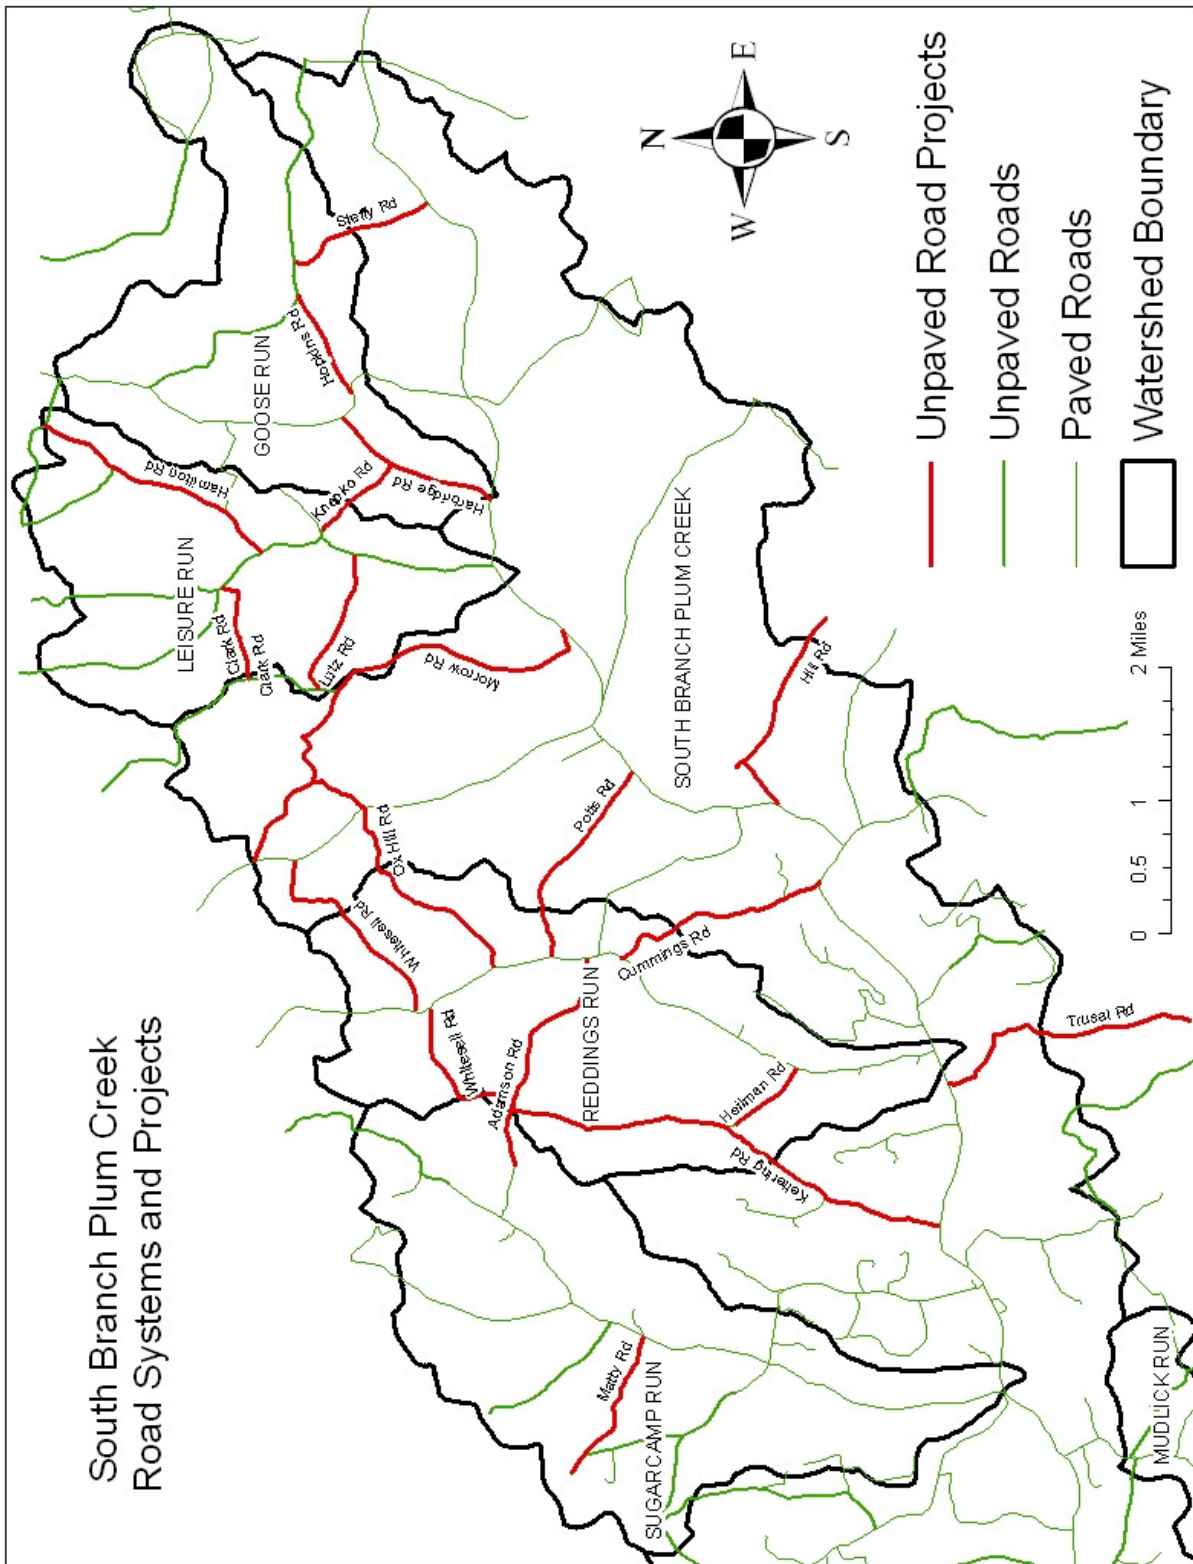 South Branch Plum Creek
Road Systems and Projects
N
W
E
S
LEISURE RUN
GOOSE RUN
Hamilton Rd
Hopkins Rd
Steffy Rd
Clark Rd
Clark Rd
Knepko Rd
Harbridge Rd
Lutz Rd
Morrow Rd
Whitesell Rd
Ox Hill Rd
Whitesell Rd
Adamson Rd
REDDINGS RUN
Potts Rd
SOUTH BRANCH PLUM CREEK
Cummings Rd
Hill Rd
Matty Rd
SUGARCAMP RUN
Heilman Rd
Ketterling Rd
Trusal Rd
MUDLICK RUN
Unpaved Road Projects
Unpaved Roads
Paved Roads
Watershed Boundary
0
0.5
1
2 Miles